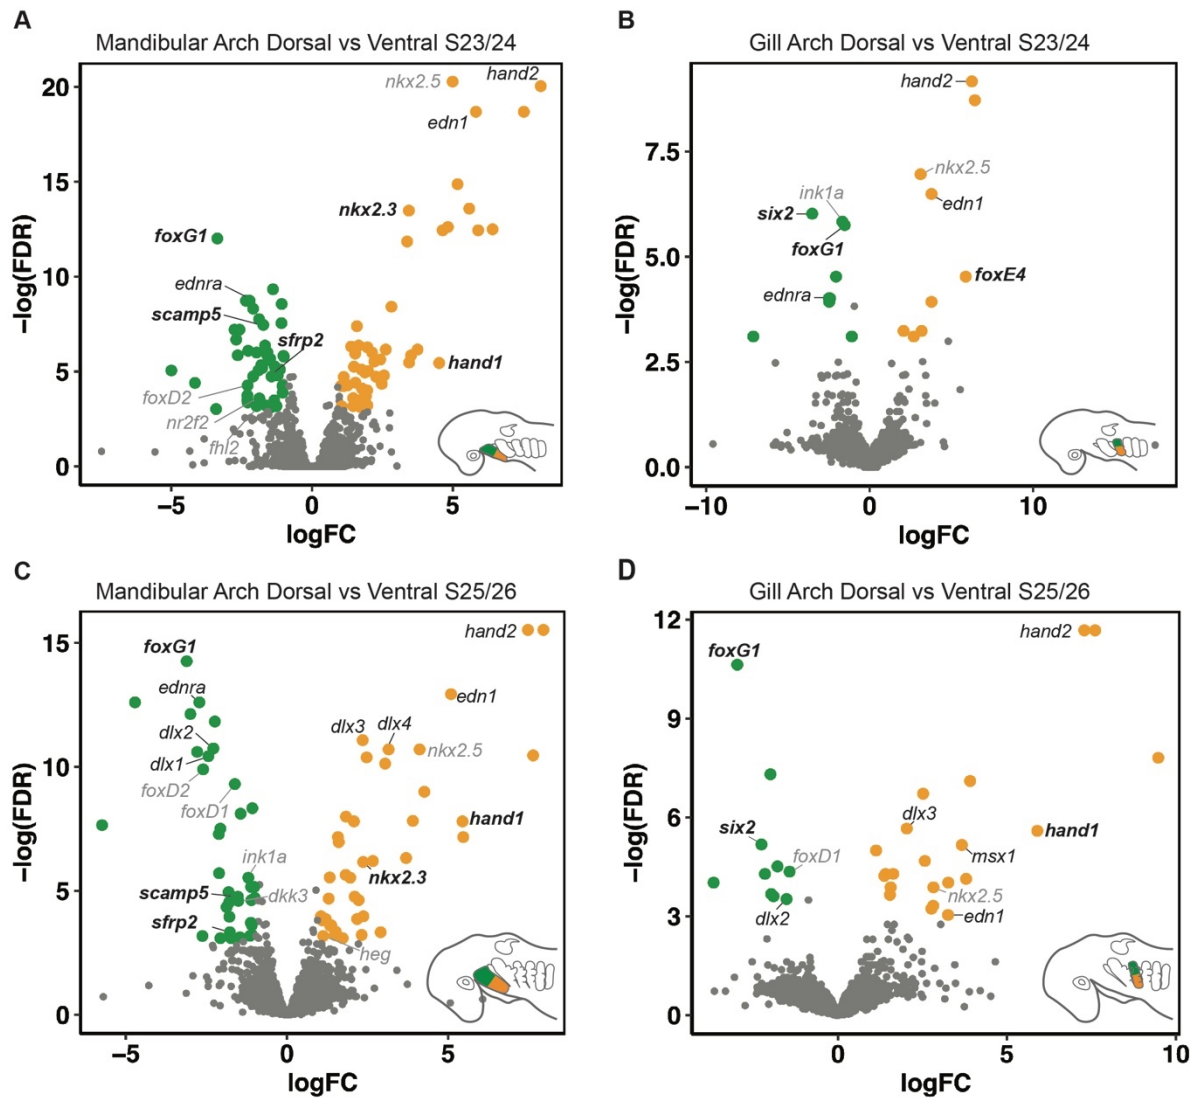 A
Mandibular Arch Dorsal vs Ventral S23/24
20
15
10
5
0
−log(FDR)
nkx2.5
hand2
edn1
nkx2.3
foxG1
ednra
scamp5
sfrp2
hand1
foxD2
nr2f2
fhl2
−5
0
5
logFC
B
Gill Arch Dorsal vs Ventral S23/24
7.5
5.0
2.5
0.0
−log(FDR)
hand2
nkx2.5
ink1a
edn1
six2
foxG1
foxE4
ednra
−10
0
10
logFC
C
Mandibular Arch Dorsal vs Ventral S25/26
15
10
5
0
−log(FDR)
hand2
foxG1
ednra
edn1
dlx3
dlx4
dlx2
nkx2.5
dlx1
foxD2
foxD1
hand1
ink1a
nkx2.3
scamp5
dkk3
sfrp2
heg
−5
0
5
logFC
D
Gill Arch Dorsal vs Ventral S25/26
12
9
6
3
0
−log(FDR)
hand2
foxG1
dlx3
six2
hand1
foxD1
msx1
nkx2.5
dlx2
edn1
0
5
10
logFC